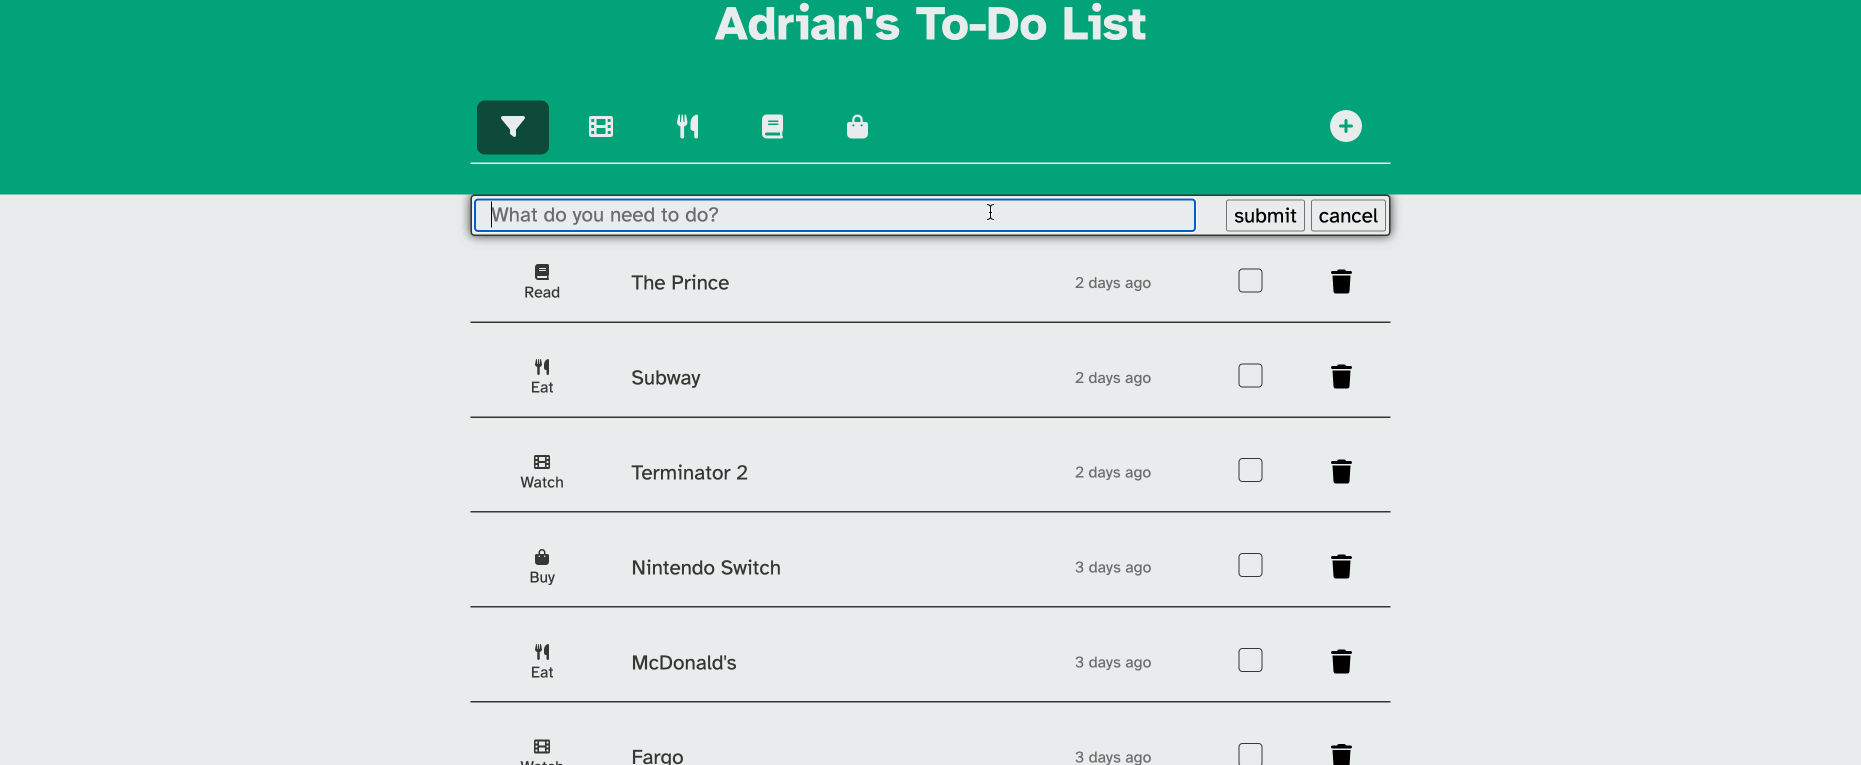 Adrian's To-Do List
What do you need to do? submit cancel
Read The Prince 2 days ago
Eat Subway 2 days ago
Watch Terminator 2 2 days ago
Buy Nintendo Switch 3 days ago
Eat McDonald's 3 days ago
Watch Fargo 3 days ago